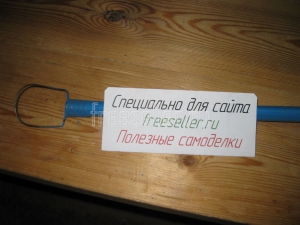 Специально для сайта
freeseller.ru
Полезные самоделки